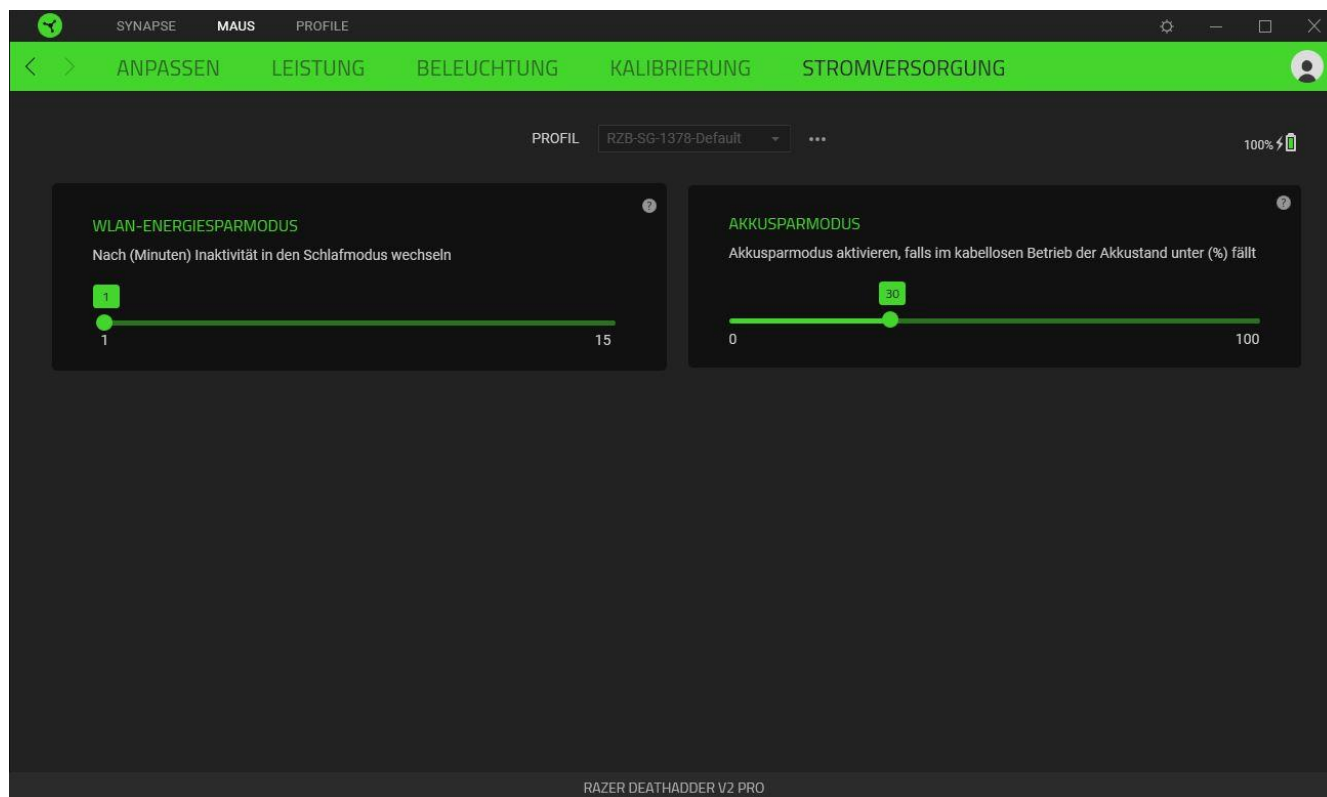 SYNAPSE MAUS PROFILE
ANPASSEN LEISTUNG BELEUCHTUNG KALIBRIERUNG STROMVERSORGUNG
PROFIL RZB-SG-1378-Default
100%
WLAN-ENERGIESPARMODUS
Nach (Minuten) Inaktivität in den Schlafmodus wechseln
1
1 15
AKKUSPARMODUS
Akkusparmodus aktivieren, falls im kabellosen Betrieb der Akkustand unter (%) fällt
30
0 100
RAZER DEATHADDER V2 PRO